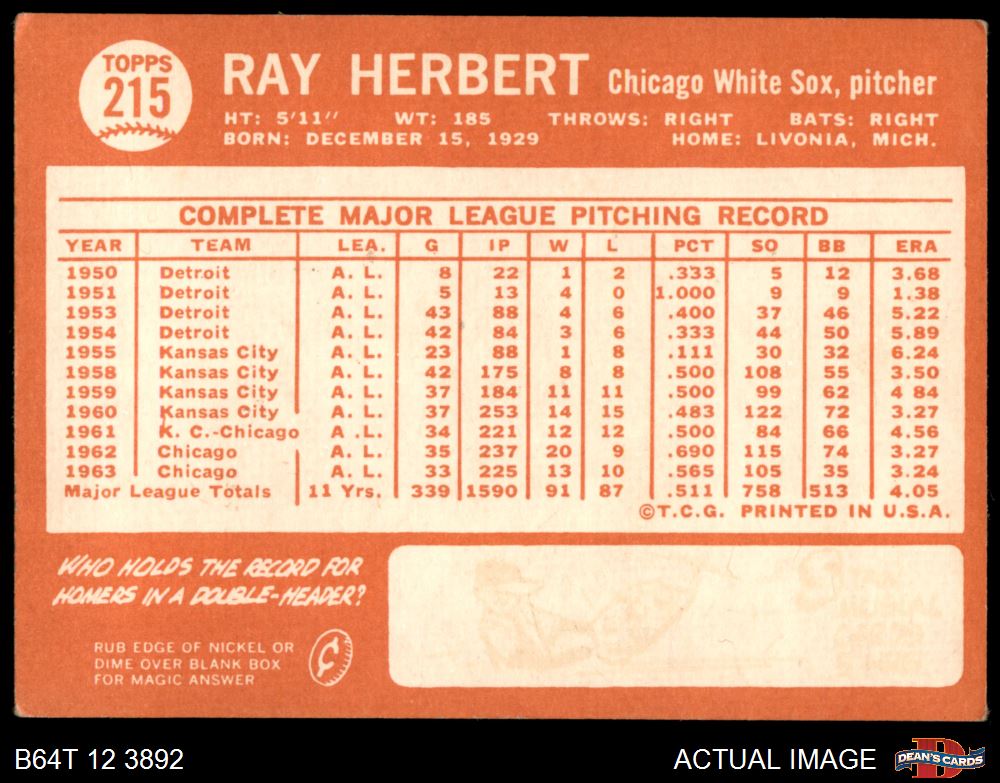 TOPPS
215
RAY HERBERT Chicago White Sox, pitcher
HT: 5'11" WT: 185 THROWS: RIGHT BATS: RIGHT
BORN: DECEMBER 15, 1929 HOME: LIVONIA, MICH.
COMPLETE MAJOR LEAGUE PITCHING RECORD
YEAR TEAM LEA. G IP W L PCT SO BB ERA
1950 Detroit A. L. 8 22 1 2 .333 5 12 3.68
1951 Detroit A. L. 5 13 4 0 1.000 9 9 1.38
1953 Detroit A. L. 43 88 4 6 .400 37 46 5.22
1954 Detroit A. L. 42 84 3 6 .333 44 50 5.89
1955 Kansas City A. L. 23 88 1 8 .111 30 32 6.24
1958 Kansas City A. L. 42 175 8 8 .500 108 55 3.50
1959 Kansas City A. L. 37 184 11 11 .500 99 62 4 84
1960 Kansas City A. L. 37 253 14 15 .483 122 72 3.27
1961 K. C.-Chicago A .L. 34 221 12 12 .500 84 66 4.56
1962 Chicago A. L. 35 237 20 9 .690 115 74 3.27
1963 Chicago A. L. 33 225 13 10 .565 105 35 3.24
Major League Totals 11 Yrs. 339 1590 91 87 .511 758 513 4.05
©T.C.G. PRINTED IN U.S.A.
WHO HOLDS THE RECORD FOR
HOMERS IN A DOUBLE-HEADER?
RUB EDGE OF NICKEL OR
DIME OVER BLANK BOX
FOR MAGIC ANSWER
B64T 12 3892 ACTUAL IMAGE DEAN'S CARDS